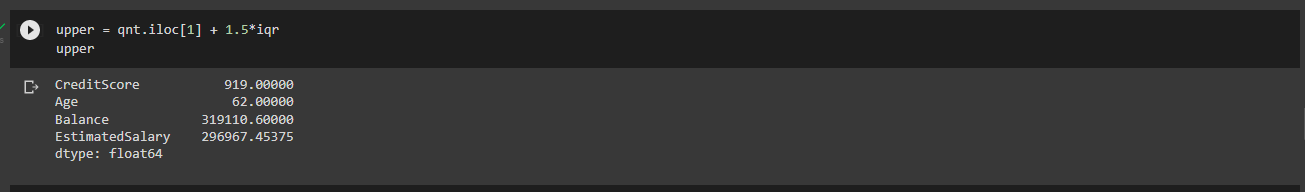 upper = qnt.iloc[1] + 1.5*iqr
upper
CreditScore 919.00000
Age 62.00000
Balance 319110.60000
EstimatedSalary 296967.45375
dtype: float64